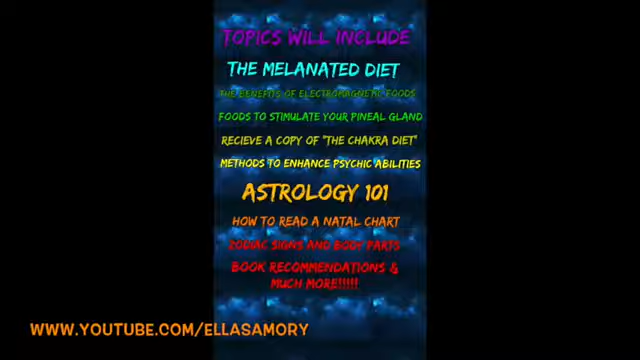 TOPICS WILL INCLUDE
THE MELANATED DIET
THE BENEFITS OF ELECTROMAGNETIC FOODS
FOODS TO STIMULATE YOUR PINEAL GLAND
RECIEVE A COPY OF "THE CHAKRA DIET"
METHODS TO ENHANCE PSYCHIC ABILITIES
ASTROLOGY 101
HOW TO READ A NATAL CHART
ZODIAC SIGNS AND BODY PARTS
BOOK RECOMMENDATIONS &
MUCH MORE!!!!!
WWW.YOUTUBE.COM/ELLASAMORY